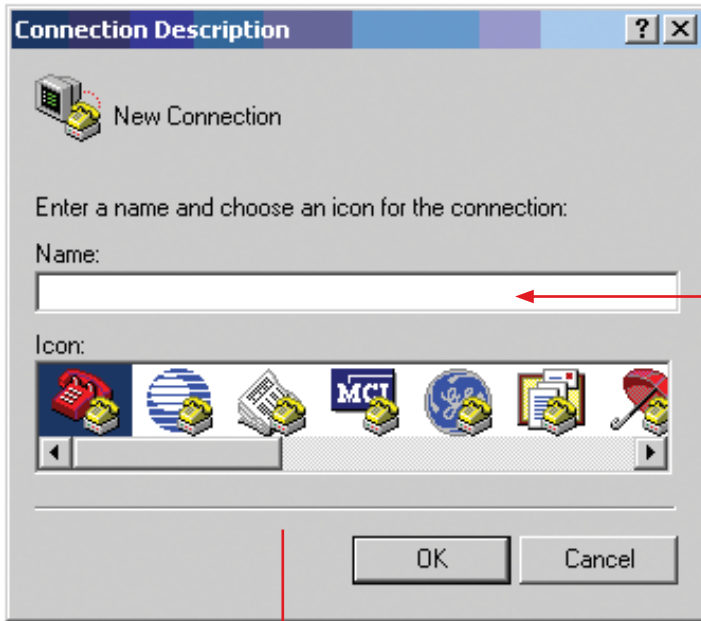 Connection Description
New Connection
Enter a name and choose an icon for the connection:
Name:
Icon:
MCI
OK
Cancel